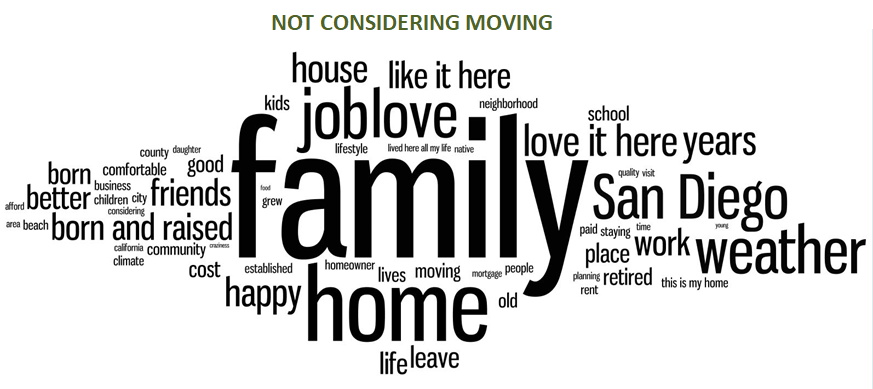 NOT CONSIDERING MOVING
house
like it here
kids
job
love
neighborhood
school
lifestyle
lived here all my life
native
love it here
years
county
daughter
good
family
born
comfortable
quality
visit
better
business
friends
food
San Diego
afford
children
city
grew
considering
area
beach
born and raised
paid
staying
time
young
california
community
craziness
place
work
weather
climate
cost
established
homeowner
lives
moving
mortgage
people
planning
retired
this is my home
rent
happy
home
old
life
leave